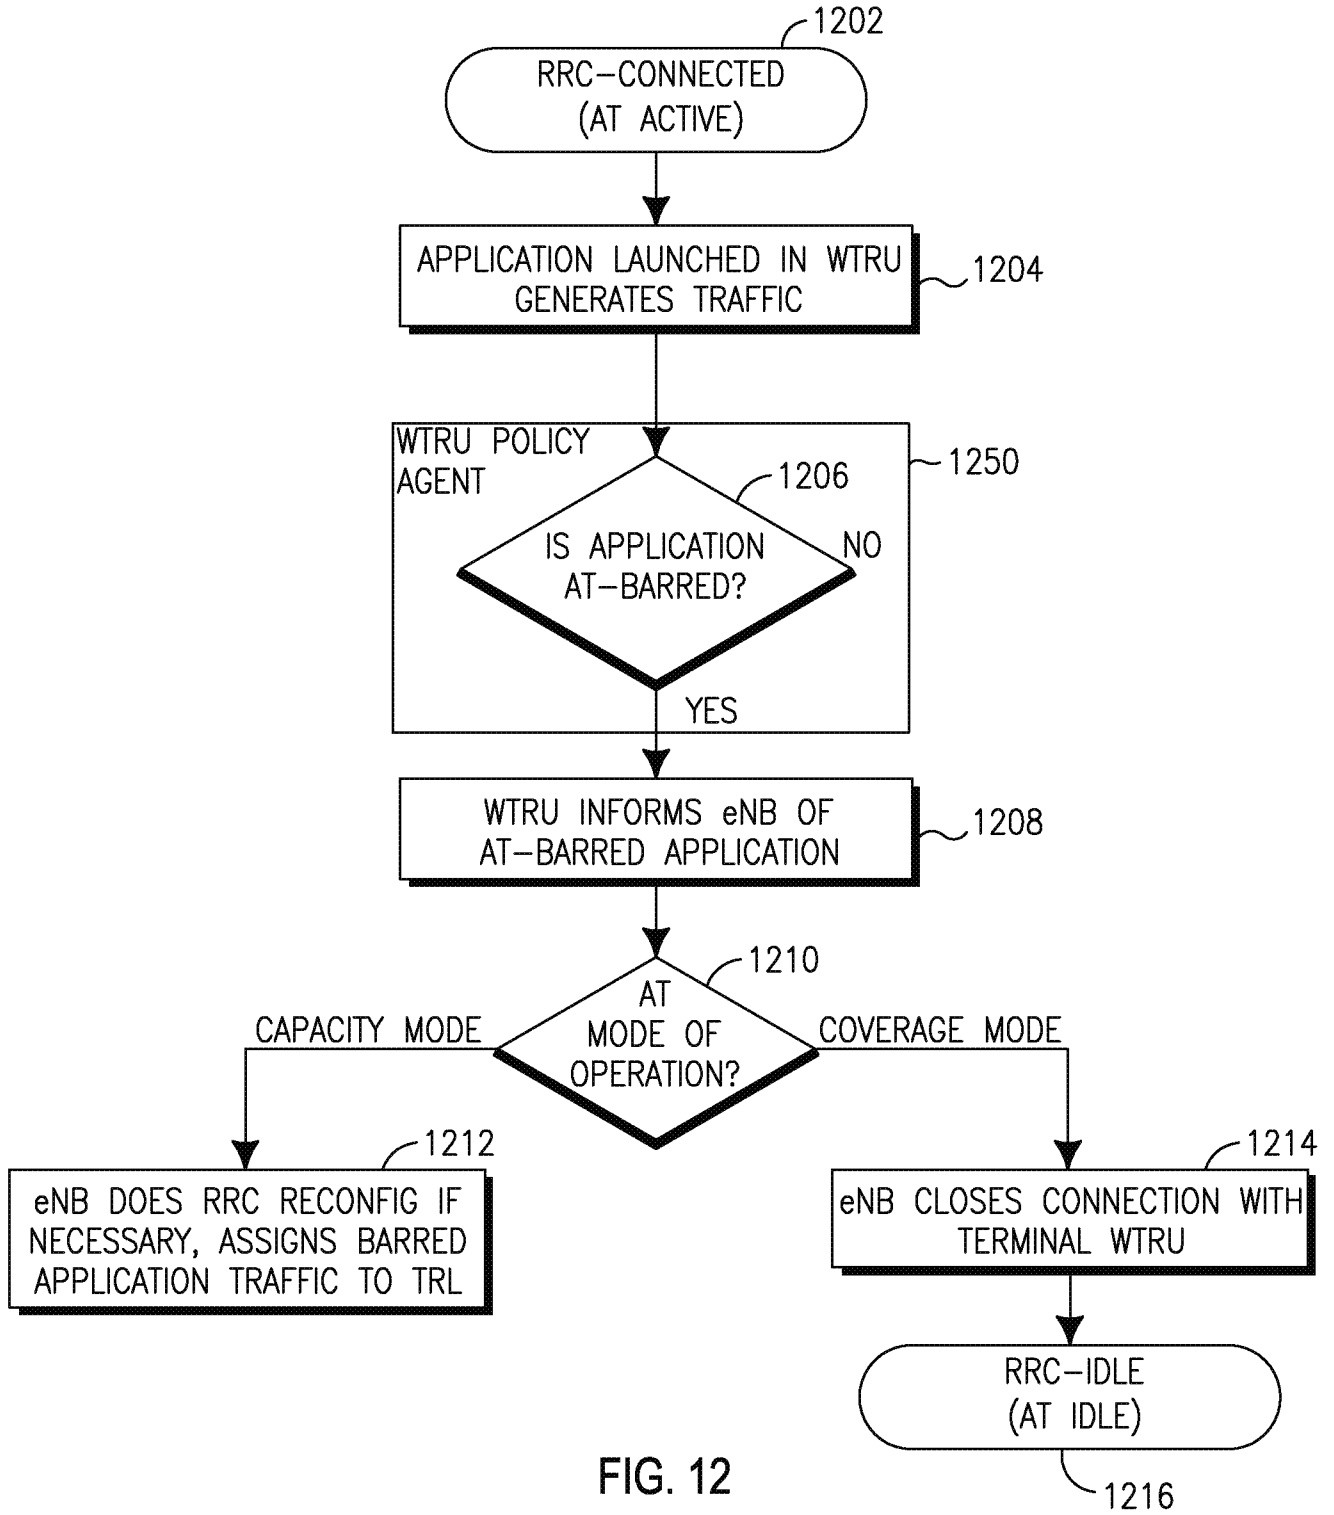 1202
RRC-CONNECTED
(AT ACTIVE)
APPLICATION LAUNCHED IN WTRU
GENERATES TRAFFIC
1204
WTRU POLICY
AGENT
1250
1206
IS APPLICATION
AT-BARRED?
NO
YES
WTRU INFORMS eNB OF
AT-BARRED APPLICATION
1208
1210
AT
MODE OF
OPERATION?
CAPACITY MODE
COVERAGE MODE
1212
eNB DOES RRC RECONFIG IF
NECESSARY, ASSIGNS BARRED
APPLICATION TRAFFIC TO TRL
1214
eNB CLOSES CONNECTION WITH
TERMINAL WTRU
RRC-IDLE
(AT IDLE)
1216
FIG. 12